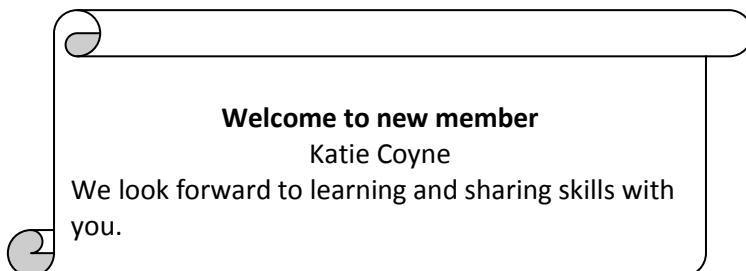 Welcome to new member
Katie Coyne
We look forward to learning and sharing skills with
you.